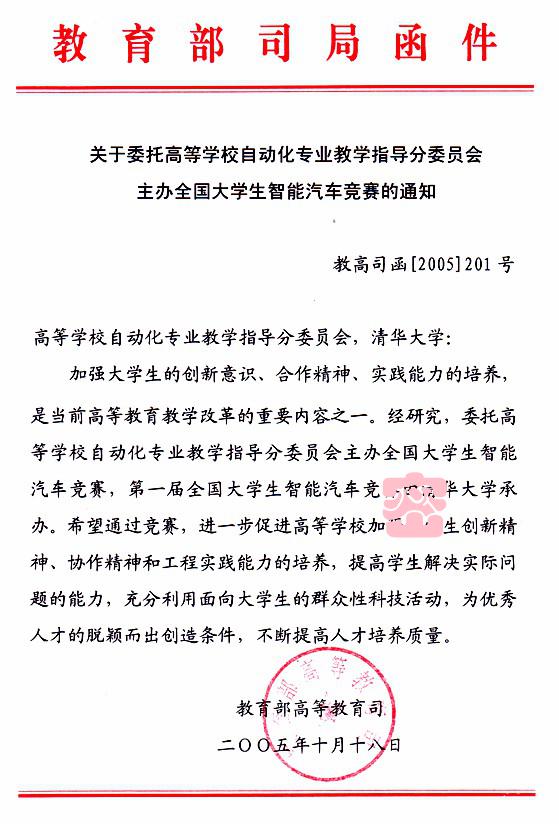 教育部司局函件
关于委托高等学校自动化专业教学指导分委员会
主办全国大学生智能汽车竞赛的通知
教高司函[2005]201 号
高等学校自动化专业教学指导分委员会，清华大学：
加强大学生的创新意识、合作精神、实践能力的培养，
是当前高等教育教学改革的重要内容之一。经研究，委托高
等学校自动化专业教学指导分委员会主办全国大学生智能
汽车竞赛，第一届全国大学生智能汽车竞 华大学承
办。希望通过竞赛，进一步促进高等学校加 生创新精
神、协作精神和工程实践能力的培养，提高学生解决实际问
题的能力，充分利用面向大学生的群众性科技活动，为优秀
人才的脱颖而出创造条件，不断提高人才培养质量。
部高等教
教育部高等教育司
二〇〇五年十月十八日